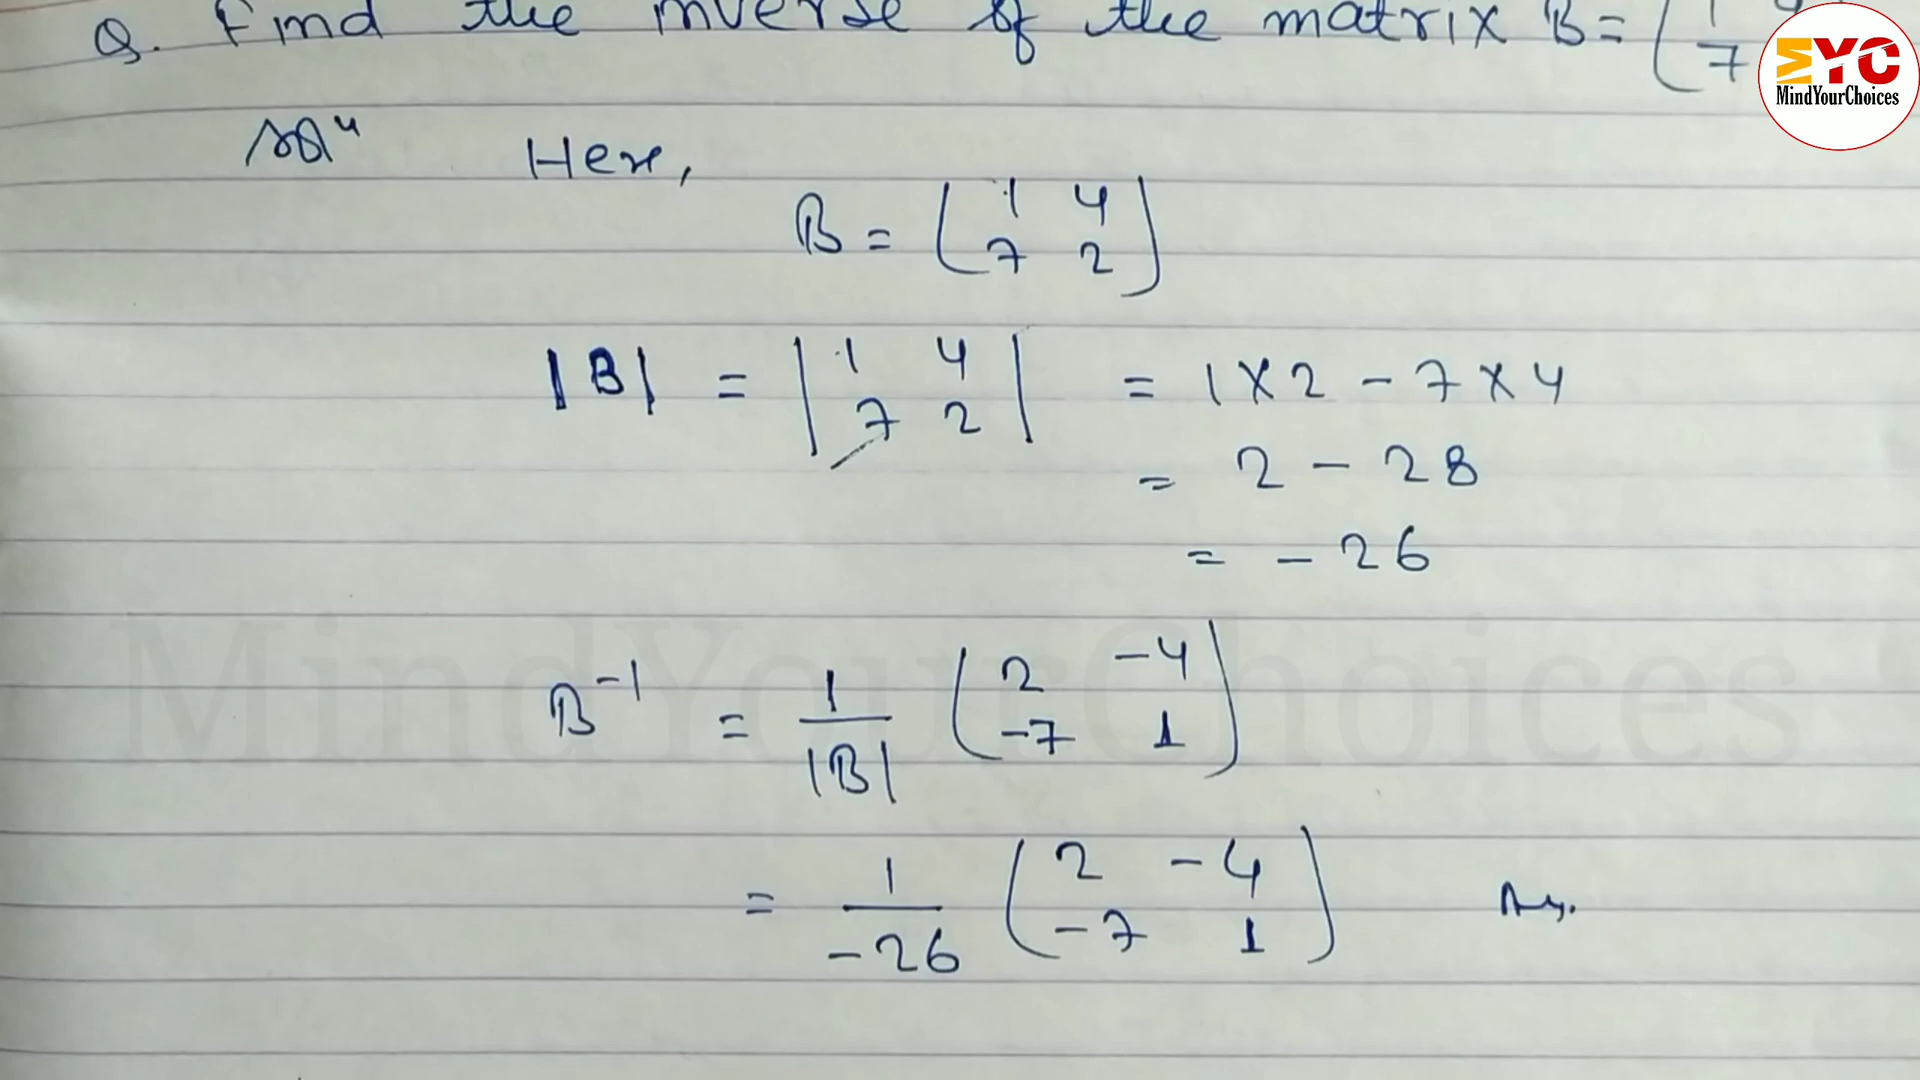 Q. Find the inverse of the matrix B = ( 1 4
7
MYC
MindYourChoices
Sol^n Here,
B = ( 1 4
7 2 )
|B| = | 1 4
7 2 | = 1 × 2 - 7 × 4
= 2 - 28
= - 26
MindYourChoices
B^-1 = 1/|B| ( 2 -4
-7 1 )
= 1/-26 ( 2 -4
-7 1 ) Ans.